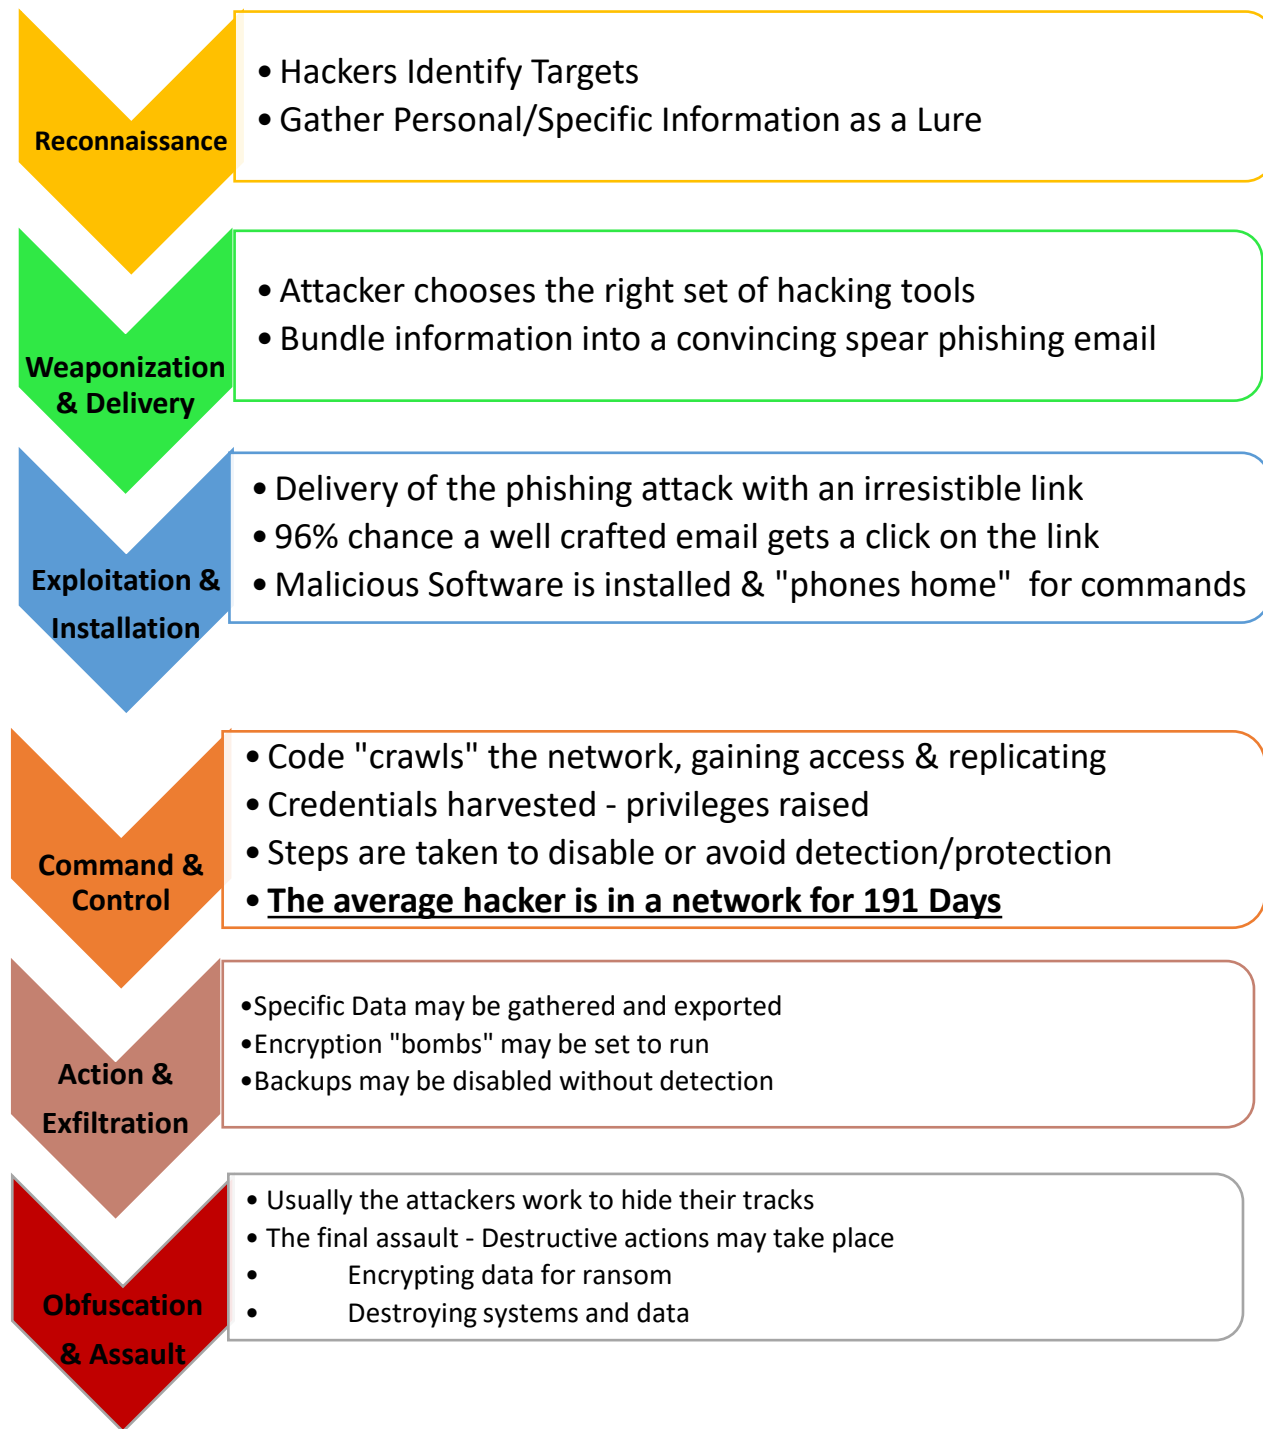 Reconnaissance
• Hackers Identify Targets
• Gather Personal/Specific Information as a Lure
Weaponization
& Delivery
• Attacker chooses the right set of hacking tools
• Bundle information into a convincing spear phishing email
Exploitation &
Installation
• Delivery of the phishing attack with an irresistible link
• 96% chance a well crafted email gets a click on the link
• Malicious Software is installed & "phones home"  for commands
Command &
Control
• Code "crawls" the network, gaining access & replicating
• Credentials harvested - privileges raised
• Steps are taken to disable or avoid detection/protection
• The average hacker is in a network for 191 Days
Action &
Exfiltration
•Specific Data may be gathered and exported
•Encryption "bombs" may be set to run
•Backups may be disabled without detection
Obfuscation
& Assault
• Usually the attackers work to hide their tracks
• The final assault - Destructive actions may take place
• Encrypting data for ransom
• Destroying systems and data